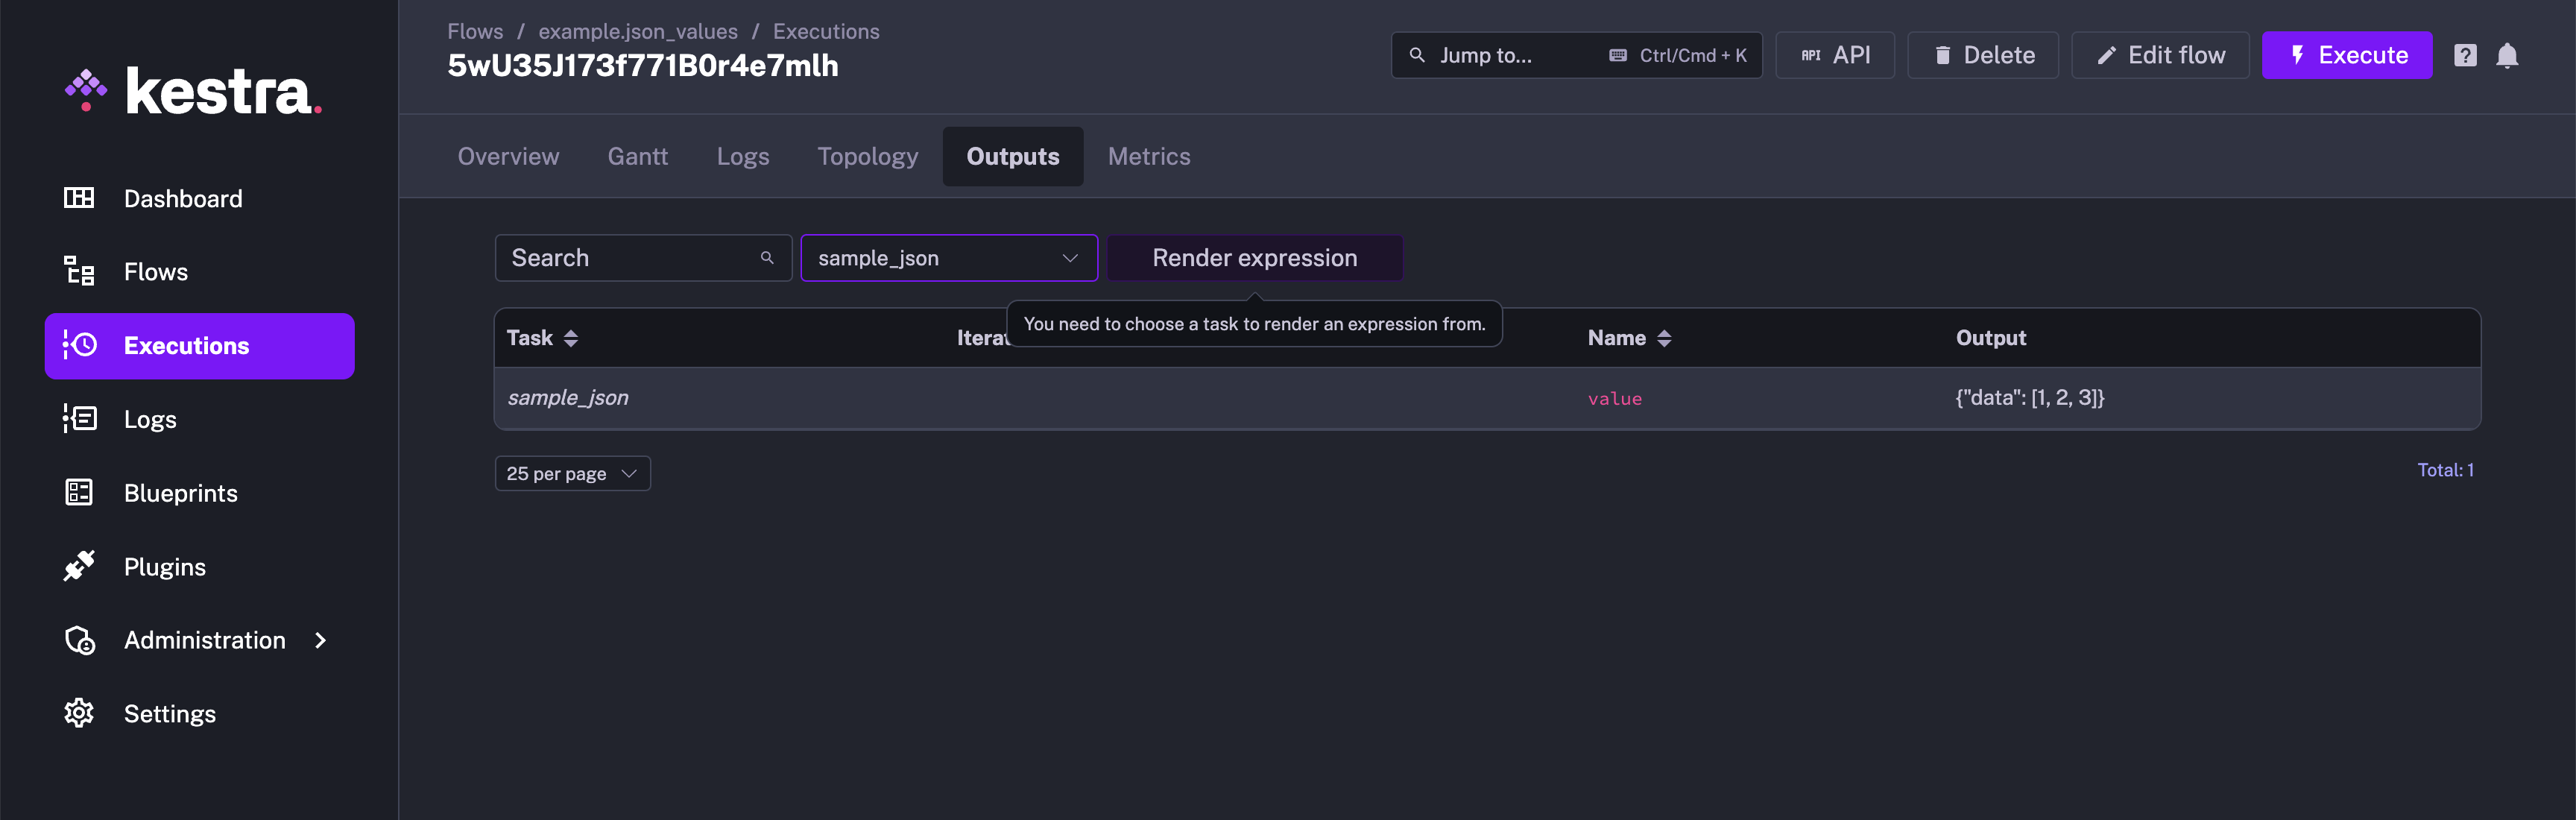 kestra.
Dashboard
Flows
Executions
Logs
Blueprints
Plugins
Administration
Settings
Flows / example.json_values / Executions
5wU35J173f771B0r4e7mlh
Jump to... Ctrl/Cmd + K
API API
Delete
Edit flow
Execute
?
Overview Gantt Logs Topology Outputs Metrics
Search
sample_json
Render expression
You need to choose a task to render an expression from.
Task Name Output
sample_json value {"data": [1, 2, 3]}
25 per page
Total: 1